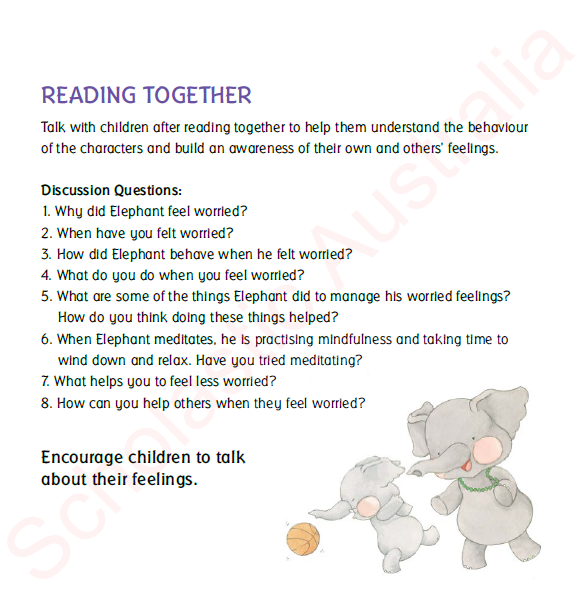 READING TOGETHER
Talk with children after reading together to help them understand the behaviour
of the characters and build an awareness of their own and others' feelings.
Discussion Questions:
1. Why did Elephant feel worried?
2. When have you felt worried?
3. How did Elephant behave when he felt worried?
4. What do you do when you feel worried?
5. What are some of the things Elephant did to manage his worried feelings?
How do you think doing these things helped?
6. When Elephant meditates, he is practising mindfulness and taking time to
wind down and relax. Have you tried meditating?
7. What helps you to feel less worried?
8. How can you help others when they feel worried?
Encourage children to talk
about their feelings.
Scholastic Australia